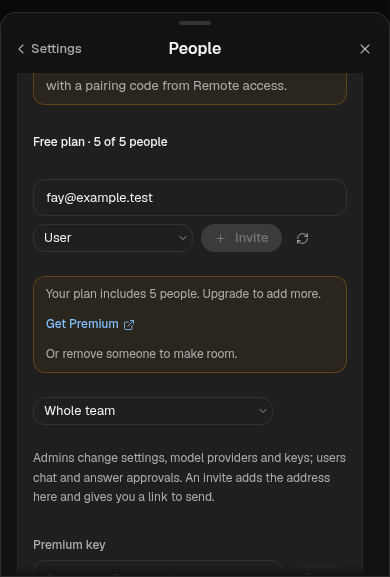 Settings
People
with a pairing code from Remote access.
Free plan · 5 of 5 people
fay@example.test
User
Invite
Your plan includes 5 people. Upgrade to add more.
Get Premium
Or remove someone to make room.
Whole team
Admins change settings, model providers and keys; users
chat and answer approvals. An invite adds the address
here and gives you a link to send.
Premium key